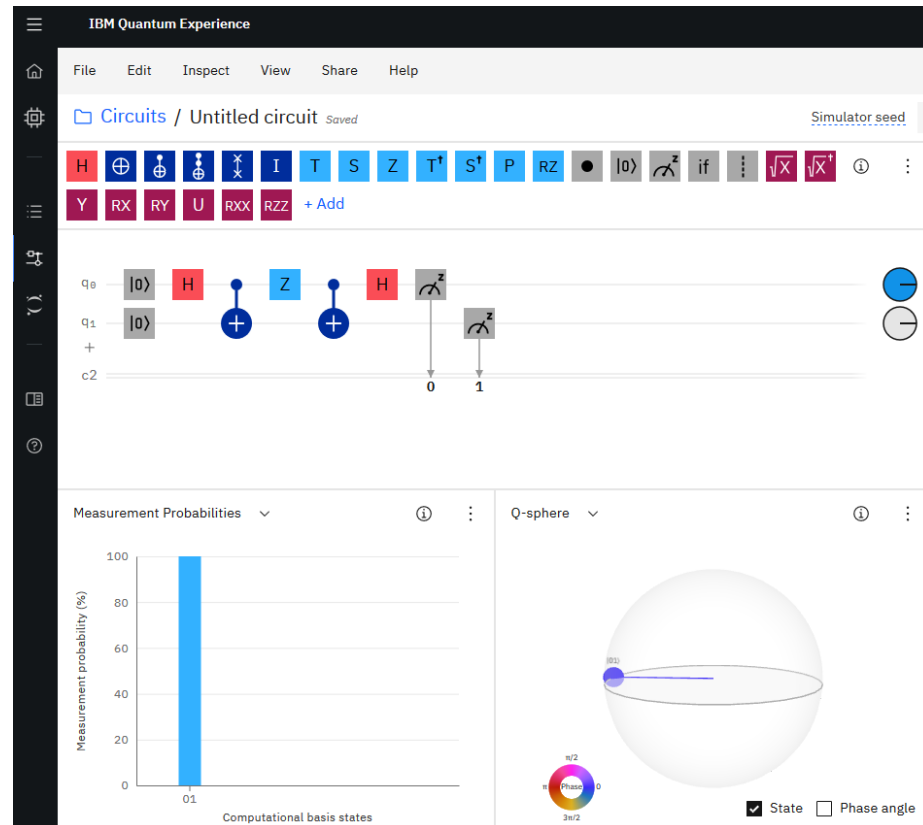 IBM Quantum Experience
File Edit Inspect View Share Help
Circuits / Untitled circuit Saved Simulator seed
H I T S Z T† S† P RZ |0⟩ z if √X √X†
Y RX RY U RXX RZZ + Add
q0 |0⟩ H Z H z
q1 |0⟩ z
+
c2
0 1
Measurement Probabilities
Q-sphere
Measurement probability (%)
100
80
60
40
20
0
01
Computational basis states
|01⟩
π/2
π Phase 0
3π/2
State Phase angle